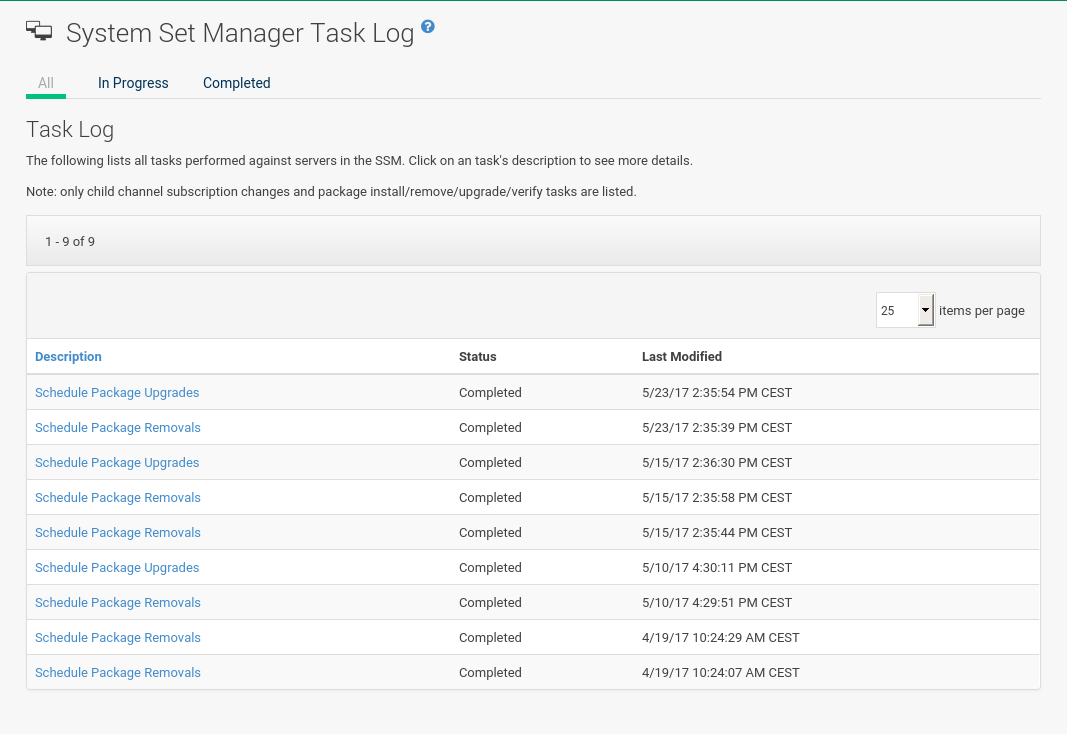 System Set Manager Task Log ?
All In Progress Completed
Task Log
The following lists all tasks performed against servers in the SSM. Click on an task's description to see more details.
Note: only child channel subscription changes and package install/remove/upgrade/verify tasks are listed.
1 - 9 of 9
25 items per page
Description Status Last Modified
Schedule Package Upgrades Completed 5/23/17 2:35:54 PM CEST
Schedule Package Removals Completed 5/23/17 2:35:39 PM CEST
Schedule Package Upgrades Completed 5/15/17 2:36:30 PM CEST
Schedule Package Removals Completed 5/15/17 2:35:58 PM CEST
Schedule Package Removals Completed 5/15/17 2:35:44 PM CEST
Schedule Package Upgrades Completed 5/10/17 4:30:11 PM CEST
Schedule Package Removals Completed 5/10/17 4:29:51 PM CEST
Schedule Package Removals Completed 4/19/17 10:24:29 AM CEST
Schedule Package Removals Completed 4/19/17 10:24:07 AM CEST